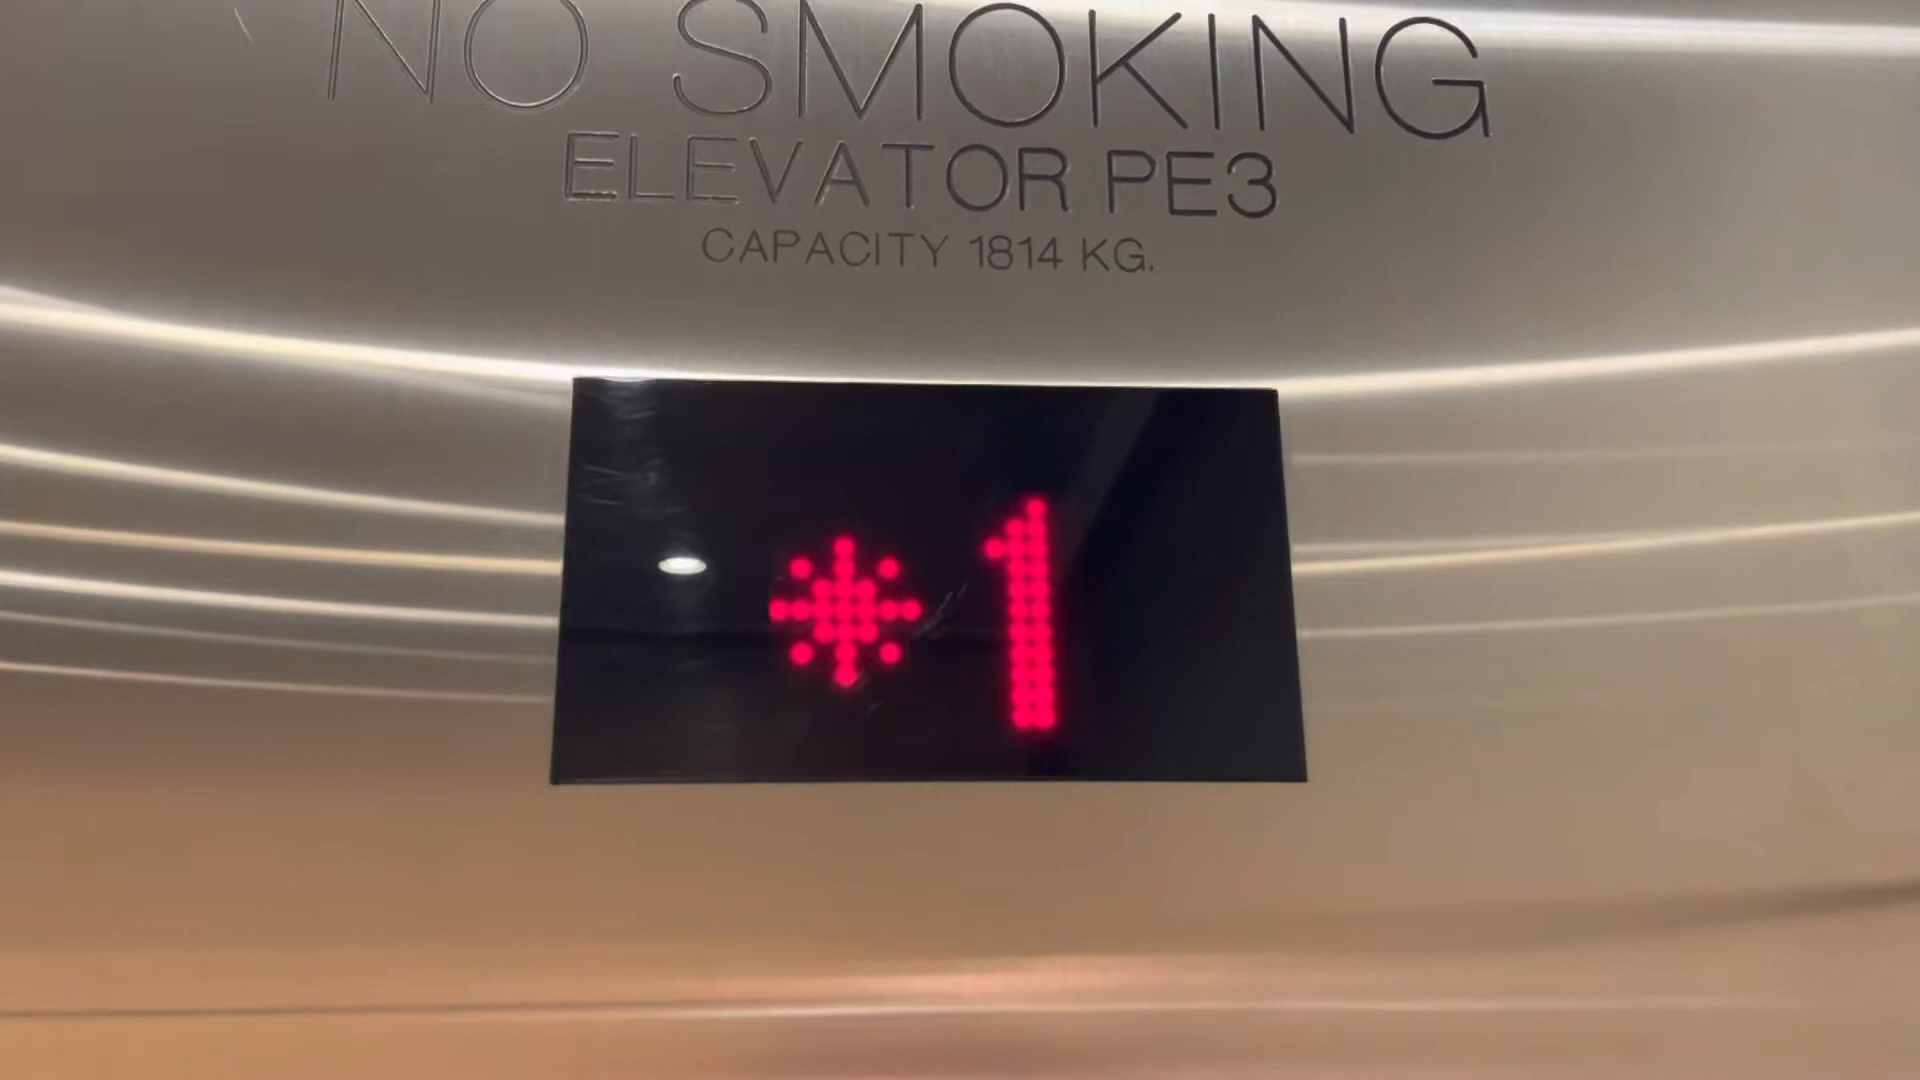 NO SMOKING
ELEVATOR PE3
CAPACITY 1814 KG.
*1